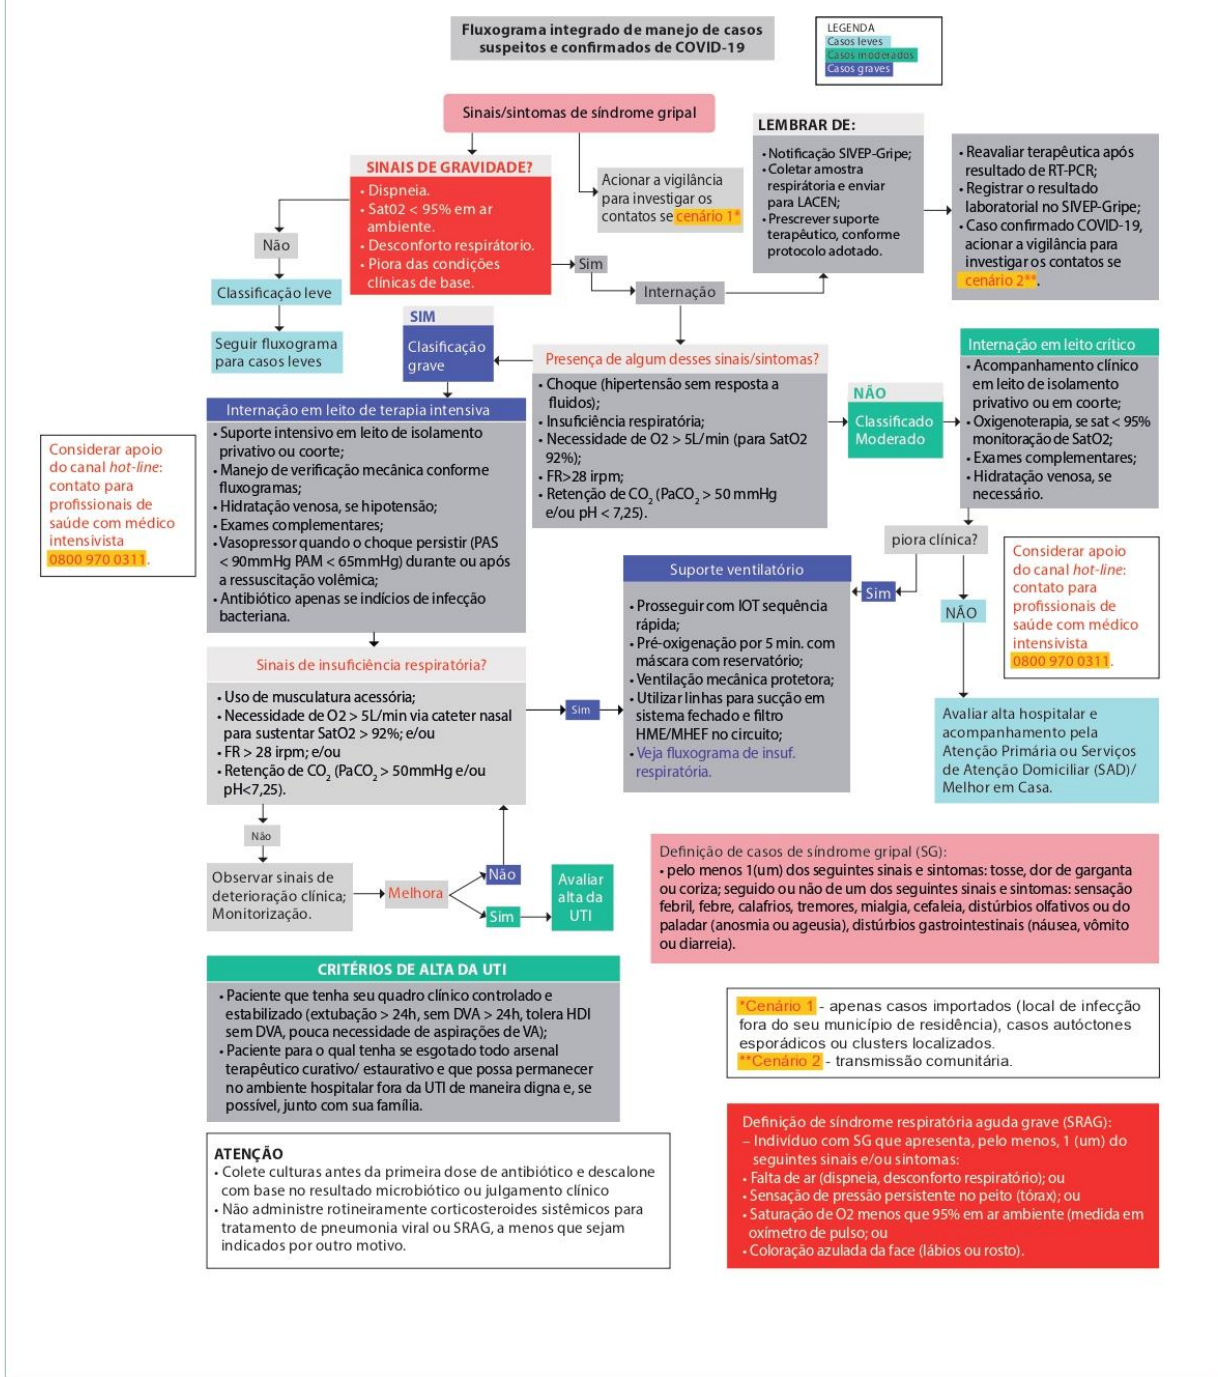 Fluxograma integrado de manejo de casos
suspeitos e confirmados de COVID-19
LEGENDA
Casos leves
Casos moderados
Casos graves
Sinais/sintomas de síndrome gripal
SINAIS DE GRAVIDADE?
• Dispneia.
• Sat02 < 95% em ar
ambiente.
• Desconforto respirátorio.
• Piora das condições
clínicas de base.
Acionar a vigilância
para investigar os
contatos se cenário 1*
LEMBRAR DE:
• Notificação SIVEP-Gripe;
• Coletar amostra
respirátoria e enviar
para LACEN;
• Prescrever suporte
terapêutico, conforme
protocolo adotado.
• Reavaliar terapêutica após
resultado de RT-PCR;
• Registrar o resultado
laboratorial no SIVEP-Gripe;
• Caso confirmado COVID-19,
acionar a vigilância para
investigar os contatos se
cenário 2**.
Não
Classificação leve
Seguir fluxograma
para casos leves
Sim
Internação
SIM
Clasificação
grave
Presença de algum desses sinais/sintomas?
• Choque (hipertensão sem resposta a
fluidos);
• Insuficiência respiratória;
• Necessidade de O2 > 5L/min (para SatO2
92%);
• FR>28 irpm;
• Retenção de CO2 (PaCO2 > 50 mmHg
e/ou pH < 7,25).
NÃO
Classificado
Moderado
Internação em leito crítico
• Acompanhamento clínico
em leito de isolamento
privativo ou em coorte;
• Oxigenoterapia, se sat < 95%
monitoração de SatO2;
• Exames complementares;
• Hidratação venosa, se
necessário.
Considerar apoio
do canal hot-line:
contato para
profissionais de
saúde com médico
intensivista
0800 970 0311.
Internação em leito de terapia intensiva
• Suporte intensivo em leito de isolamento
privativo ou coorte;
• Manejo de verificação mecânica conforme
fluxogramas;
• Hidratação venosa, se hipotensão;
• Exames complementares;
• Vasopressor quando o choque persistir (PAS
< 90mmHg PAM < 65mmHg) durante ou após
a ressuscitação volêmica;
• Antibiótico apenas se indícios de infecção
bacteriana.
piora clínica?
Sim
NÃO
Considerar apoio
do canal hot-line:
contato para
profissionais de
saúde com médico
intensivista
0800 970 0311.
Suporte ventilatório
• Prosseguir com IOT sequência
rápida;
• Pré-oxigenação por 5 min. com
máscara com reservatório;
• Ventilação mecânica protetora;
• Utilizar linhas para sucção em
sistema fechado e filtro
HME/MHEF no circuito;
• Veja fluxograma de insuf.
respiratória.
Sinais de insuficiência respiratória?
• Uso de musculatura acessória;
• Necessidade de O2 > 5L/min via cateter nasal
para sustentar SatO2 > 92%; e/ou
• FR > 28 irpm; e/ou
• Retenção de CO2 (PaCO2 > 50mmHg e/ou
pH<7,25).
Sim
Avaliar alta hospitalar e
acompanhamento pela
Atenção Primária ou Serviços
de Atenção Domiciliar (SAD)/
Melhor em Casa.
Não
Observar sinais de
deterioração clínica;
Monitorização.
Melhora
Não
Sim
Avaliar
alta da
UTI
Definição de casos de síndrome gripal (SG):
• pelo menos 1(um) dos seguintes sinais e sintomas: tosse, dor de garganta
ou coriza; seguido ou não de um dos seguintes sinais e sintomas: sensação
febril, febre, calafrios, tremores, mialgia, cefaleia, distúrbios olfativos ou do
paladar (anosmia ou ageusia), distúrbios gastrointestinais (náusea, vômito
ou diarreia).
CRITÉRIOS DE ALTA DA UTI
• Paciente que tenha seu quadro clínico controlado e
estabilizado (extubação > 24h, sem DVA > 24h, tolera HDI
sem DVA, pouca necessidade de aspirações de VA);
• Paciente para o qual tenha se esgotado todo arsenal
terapêutico curativo/ estaurativo e que possa permanecer
no ambiente hospitalar fora da UTI de maneira digna e, se
possível, junto com sua família.
*Cenário 1 - apenas casos importados (local de infecção
fora do seu município de residência), casos autóctones
esporádicos ou clusters localizados.
**Cenário 2 - transmissão comunitária.
ATENÇÃO
• Colete culturas antes da primeira dose de antibiótico e descalone
com base no resultado microbiótico ou julgamento clínico
• Não administre rotineiramente corticosteroides sistêmicos para
tratamento de pneumonia viral ou SRAG, a menos que sejam
indicados por outro motivo.
Definição de síndrome respiratória aguda grave (SRAG):
– Indivíduo com SG que apresenta, pelo menos, 1 (um) do
seguintes sinais e/ou sintomas:
• Falta de ar (dispneia, desconforto respiratório); ou
• Sensação de pressão persistente no peito (tórax); ou
• Saturação de O2 menos que 95% em ar ambiente (medida em
oxímetro de pulso; ou
• Coloração azulada da face (lábios ou rosto).